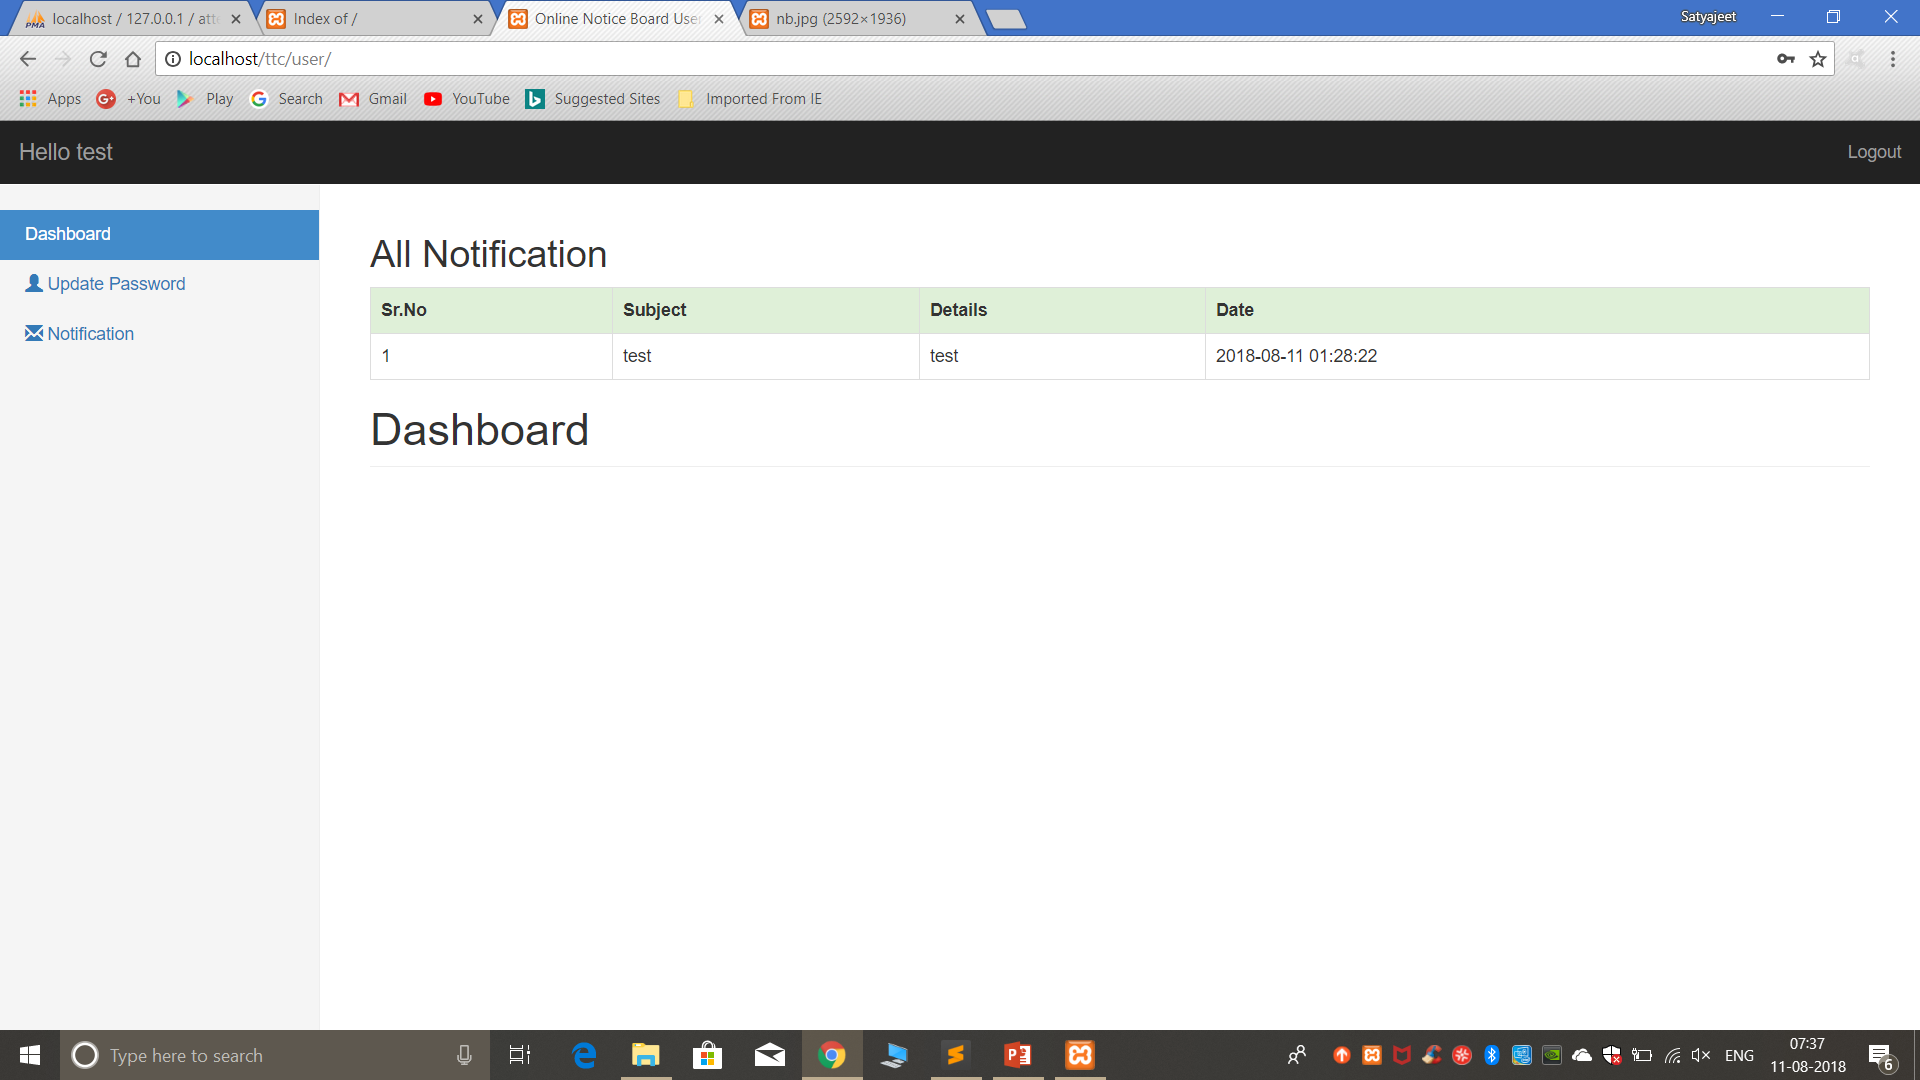 localhost / 127.0.0.1 / att
Index of /
Online Notice Board Use
nb.jpg (2592×1936)
Satyajeet
localhost/ttc/user/
Apps
+You
Play
Search
Gmail
YouTube
Suggested Sites
Imported From IE
Hello test
Logout
Dashboard
Update Password
Notification
All Notification
Sr.No Subject Details Date
1 test test 2018-08-11 01:28:22
Dashboard
Type here to search
ENG
07:37
11-08-2018
6